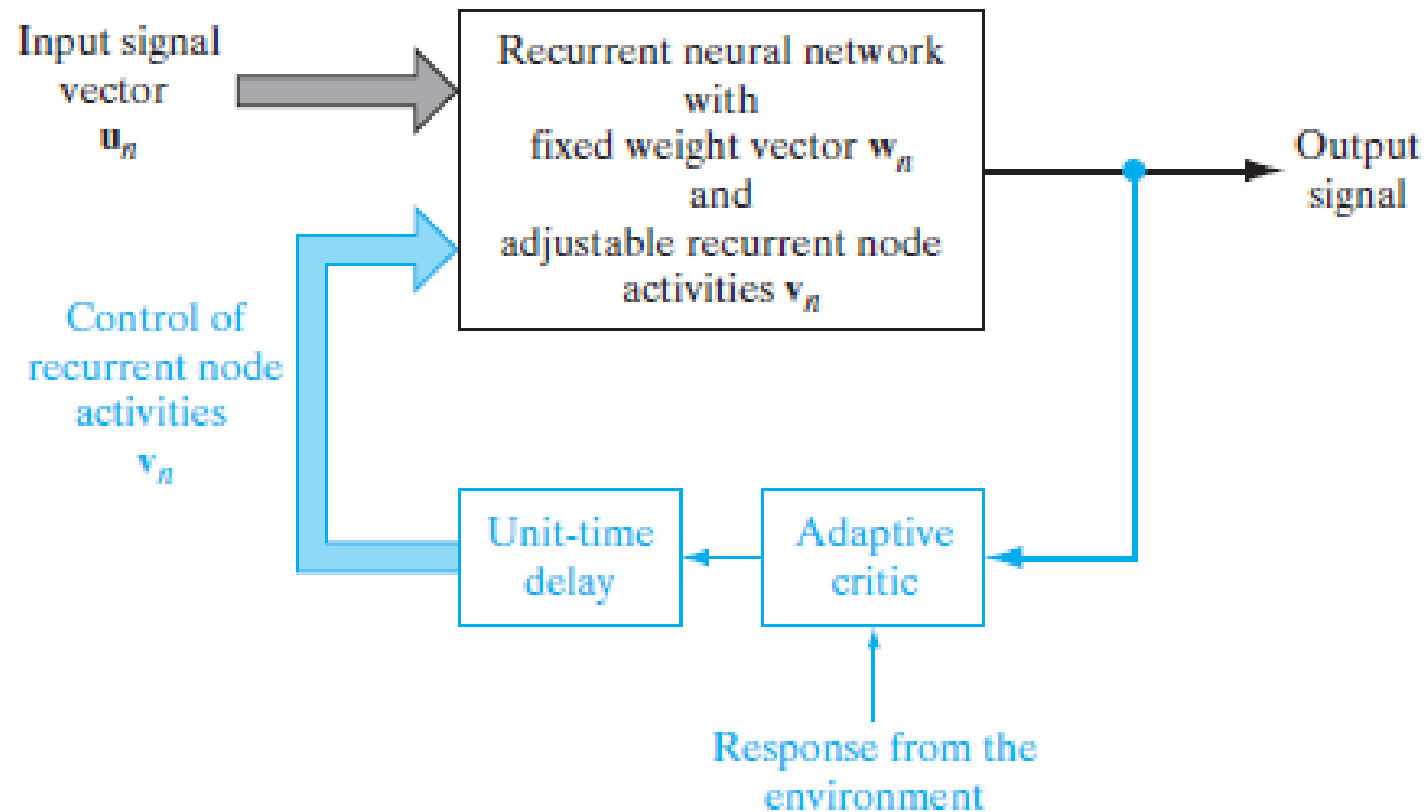 Input signal
vector
uₙ
Recurrent neural network
with
fixed weight vector wₙ
and
adjustable recurrent node
activities vₙ
Output
signal
Control of
recurrent node
activities
vₙ
Unit-time
delay
Adaptive
critic
Response from the
environment